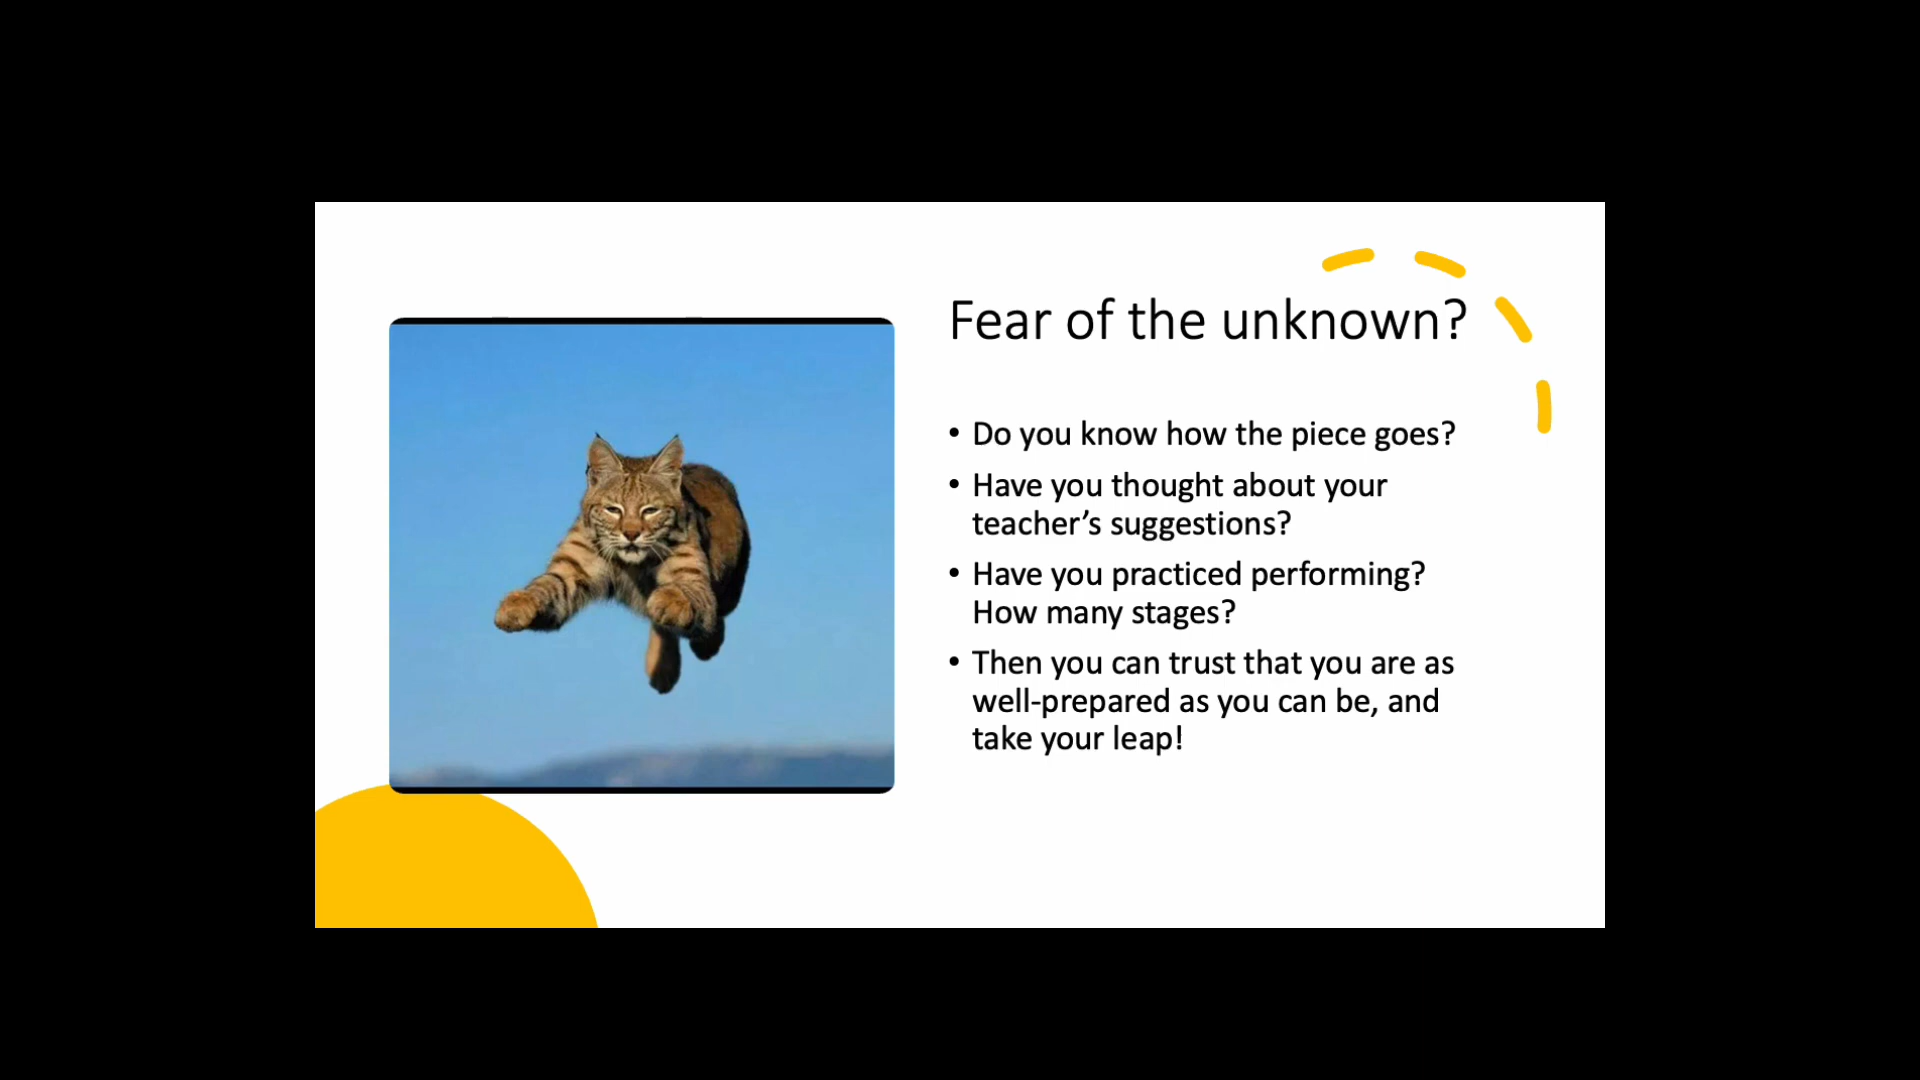 Fear of the unknown?
• Do you know how the piece goes?
• Have you thought about your
teacher’s suggestions?
• Have you practiced performing?
How many stages?
• Then you can trust that you are as
well-prepared as you can be, and
take your leap!